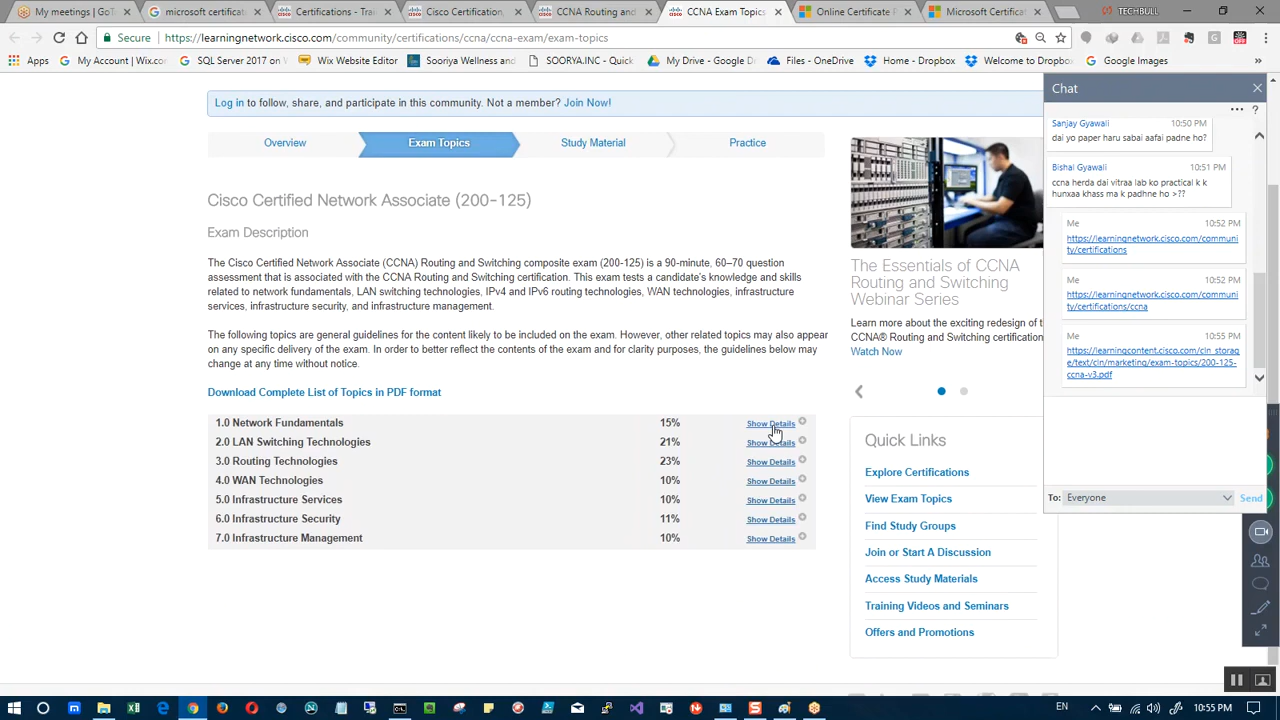 My meetings | GoT
microsoft certificat
Certifications - Trai
Cisco Certification,
CCNA Routing and
CCNA Exam Topics
Online Certificate P
Microsoft Certificat
TECHBULL
Secure
https://learningnetwork.cisco.com/community/certifications/ccna/ccna-exam/exam-topics
Apps
My Account | Wixcor
SQL Server 2017
Wix Website Editor
Sooriya Wellness and
SOORYA.INC - Quick
My Drive - Google D
Files - OneDrive
Home - Dropbox
Welcome to Dropbox
Google Images
Log in to follow, share, and participate in this community. Not a member? Join Now!
Overview
Exam Topics
Study Material
Practice
Cisco Certified Network Associate (200-125)
Exam Description
The Cisco Certified Network Associate (CCNA) Routing and Switching composite exam (200-125) is a 90-minute, 60–70 question
assessment that is associated with the CCNA Routing and Switching certification. This exam tests a candidate's knowledge and skills
related to network fundamentals, LAN switching technologies, IPv4 and IPv6 routing technologies, WAN technologies, infrastructure
services, infrastructure security, and infrastructure management.
The following topics are general guidelines for the content likely to be included on the exam. However, other related topics may also appear
on any specific delivery of the exam. In order to better reflect the contents of the exam and for clarity purposes, the guidelines below may
change at any time without notice.
Download Complete List of Topics in PDF format
1.0 Network Fundamentals 15% Show Details
2.0 LAN Switching Technologies 21% Show Details
3.0 Routing Technologies 23% Show Details
4.0 WAN Technologies 10% Show Details
5.0 Infrastructure Services 10% Show Details
6.0 Infrastructure Security 11% Show Details
7.0 Infrastructure Management 10% Show Details
The Essentials of CCNA
Routing and Switching
Webinar Series
Learn more about the exciting redesign of t
CCNA® Routing and Switching certification
Watch Now
Quick Links
Explore Certifications
View Exam Topics
Find Study Groups
Join or Start A Discussion
Access Study Materials
Training Videos and Seminars
Offers and Promotions
Chat
Sanjay Gyawali 10:50 PM
dai yo paper haru sabai aafai padne ho?
Bishal Gyawali 10:51 PM
ccna herda dai vitraa lab ko practical k k
hunxaa khass ma k padhne ho >??
Me 10:52 PM
https://learningnetwork.cisco.com/communi
ty/certifications
Me 10:52 PM
https://learningnetwork.cisco.com/communi
ty/certifications/ccna
Me 10:55 PM
https://learningcontent.cisco.com/cln_storag
e/text/cln/marketing/exam-topics/200-125-
ccna-v3.pdf
To: Everyone
Send
EN
10:55 PM